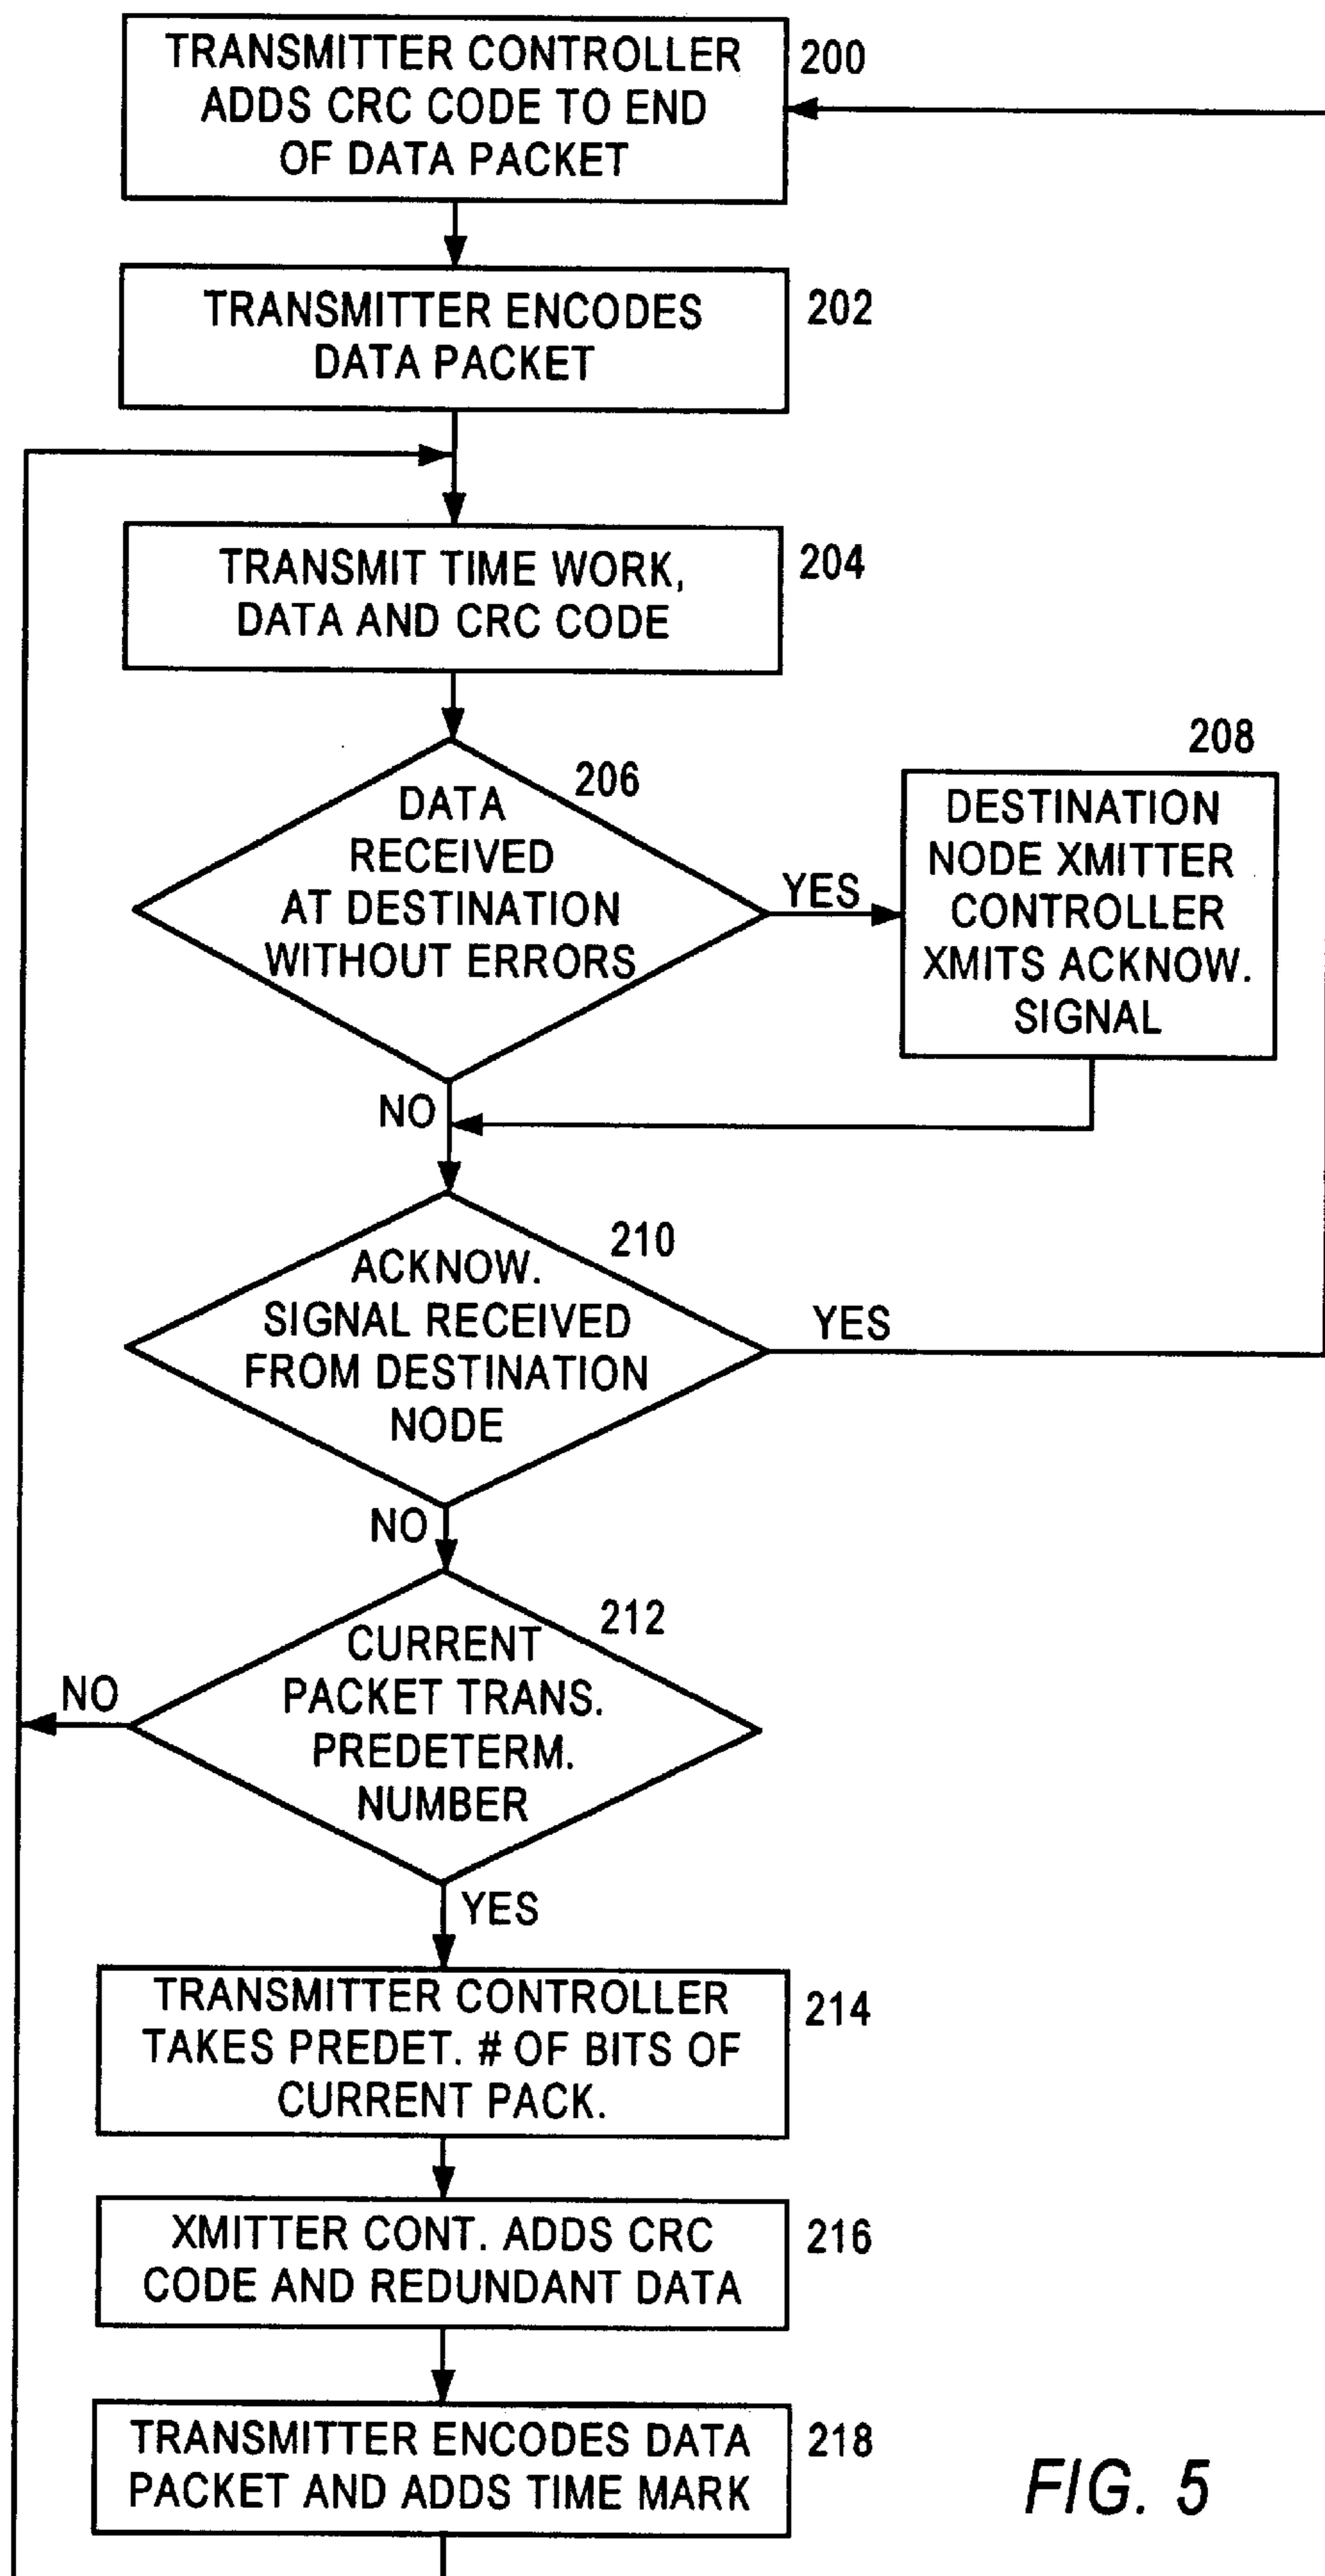 TRANSMITTER CONTROLLER
ADDS CRC CODE TO END
OF DATA PACKET
200
TRANSMITTER ENCODES
DATA PACKET
202
TRANSMIT TIME WORK,
DATA AND CRC CODE
204
DATA
RECEIVED
AT DESTINATION
WITHOUT ERRORS
206
YES
208
DESTINATION
NODE XMITTER
CONTROLLER
XMITS ACKNOW.
SIGNAL
NO
ACKNOW.
SIGNAL RECEIVED
FROM DESTINATION
NODE
210
YES
NO
CURRENT
PACKET TRANS.
PREDETERM.
NUMBER
212
NO
YES
TRANSMITTER CONTROLLER
TAKES PREDET. # OF BITS OF
CURRENT PACK.
214
XMITTER CONT. ADDS CRC
CODE AND REDUNDANT DATA
216
TRANSMITTER ENCODES DATA
PACKET AND ADDS TIME MARK
218
FIG. 5